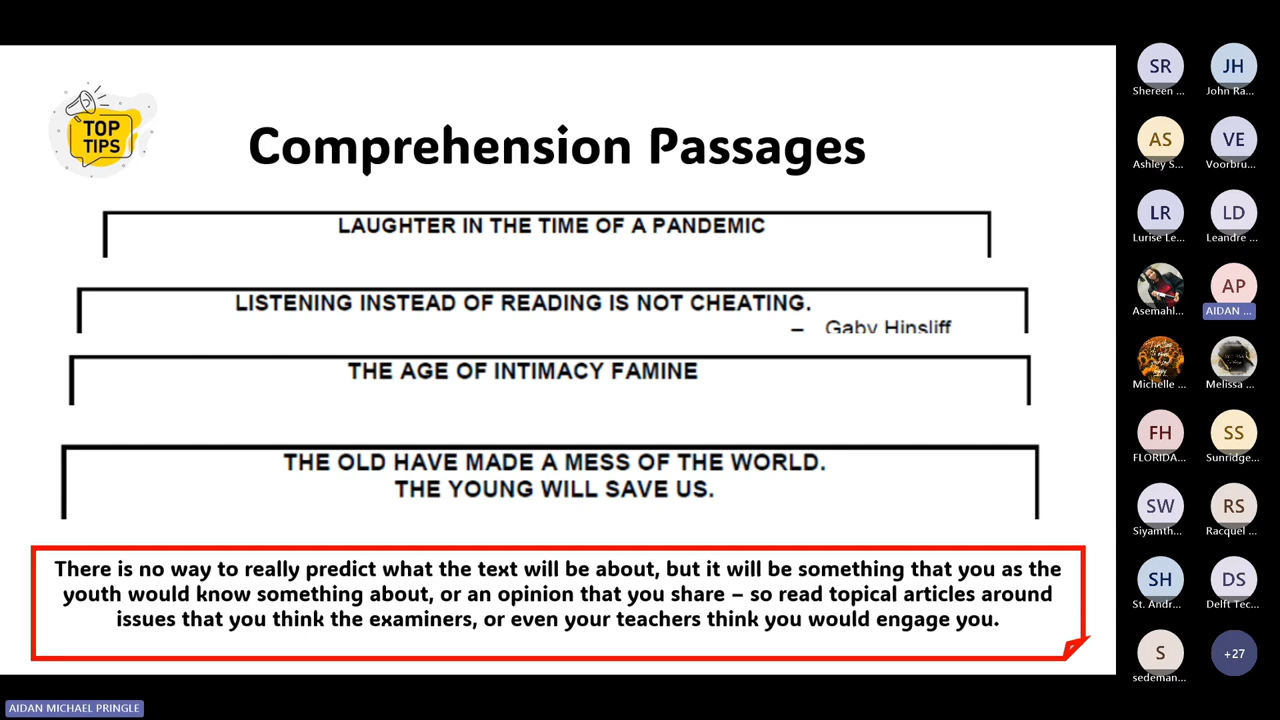 TOP
TIPS
Comprehension Passages
LAUGHTER IN THE TIME OF A PANDEMIC
LISTENING INSTEAD OF READING IS NOT CHEATING.
– Gaby Hinsliff
THE AGE OF INTIMACY FAMINE
THE OLD HAVE MADE A MESS OF THE WORLD.
THE YOUNG WILL SAVE US.
There is no way to really predict what the text will be about, but it will be something that you as the
youth would know something about, or an opinion that you share – so read topical articles around
issues that you think the examiners, or even your teachers think you would engage you.
SR JH
Shereen ... John Ra...
AS VE
Ashley S... Voorbru...
LR LD
Lurise Le... Leandre ...
AP
Asemahl... AIDAN ...
Michelle ... Melissa ...
FH SS
FLORIDA... Sunridge...
SW RS
Siyamth... Racquel ...
SH DS
St. Andr... Delft Tec...
S +27
sedeman...
AIDAN MICHAEL PRINGLE